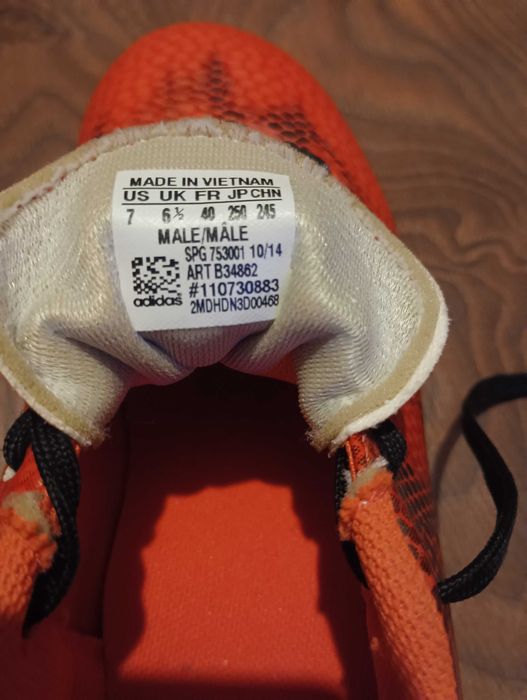 MADE IN VIETNAM
US UK FR JP CHN
7 6½ 40 250 245
MALE/MÂLE
SPG 753001 10/14
ART B34862
#110730883
2MDHDN3D00468
adidas